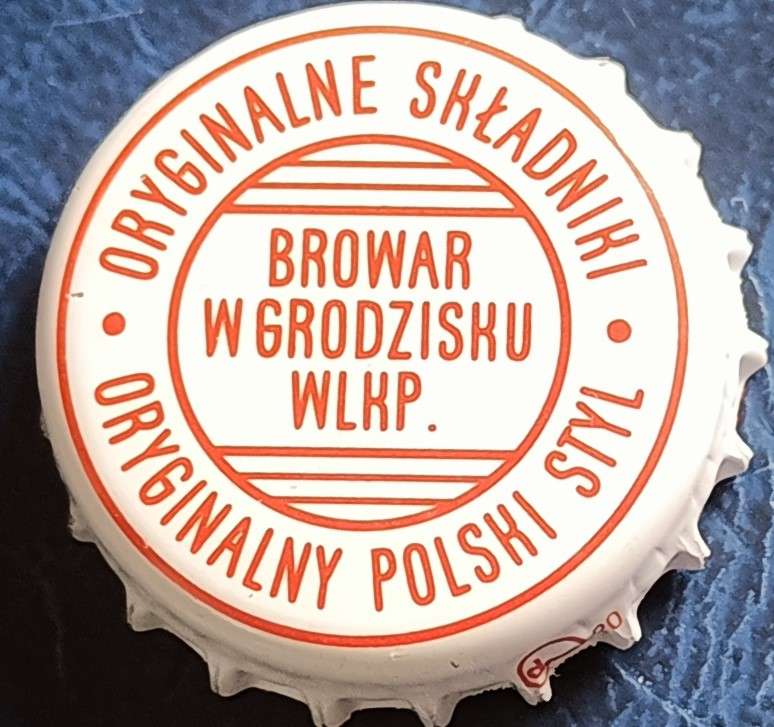 ORYGINALNE SKŁADNIKI
BROWAR
W GRODZISKU
WLKP.
ORYGINALNY POLSKI STYL